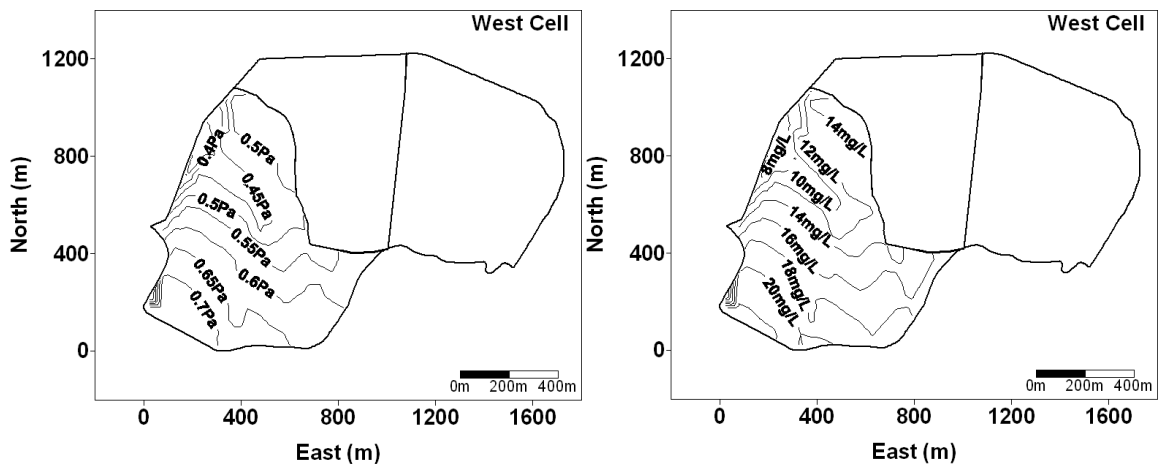 West Cell
1200
800
400
0
North (m)
0.4Pa
0.5Pa
0.45Pa
0.5Pa
0.55Pa
0.6Pa
0.65Pa
0.7Pa
0m 200m 400m
0 400 800 1200 1600
East (m)
West Cell
1200
800
400
0
North (m)
14mg/L
8mg/L
12mg/L
10mg/L
14mg/L
16mg/L
18mg/L
20mg/L
0m 200m 400m
0 400 800 1200 1600
East (m)